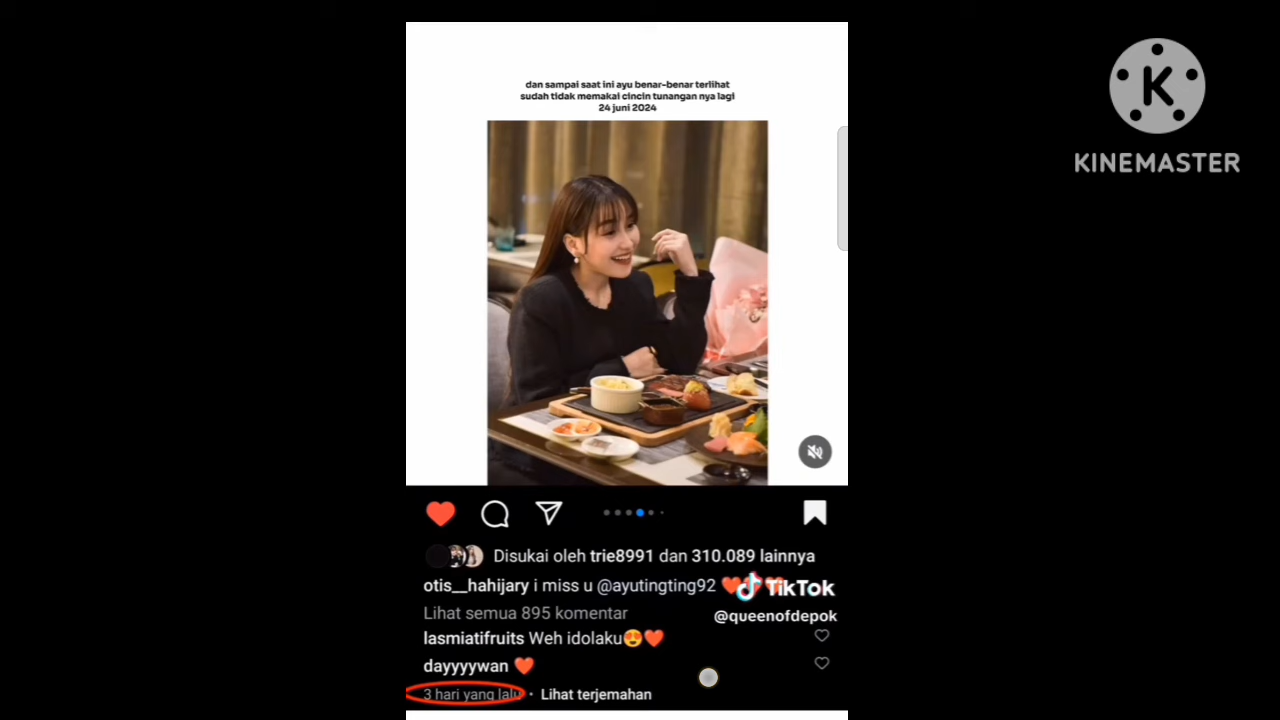 dan sampai saat ini ayu benar-benar terlihat
sudah tidak memakai cincin tunangan nya lagi
24 juni 2024
K
KINEMASTER
Disukai oleh trie8991 dan 310.089 lainnya
otis__hahijary i miss u @ayutingting92 ❤️❤️❤️
TikTok
Lihat semua 895 komentar
@queenofdepok
lasmiatifruits Weh idolaku😍❤️
dayyyywan ❤️
3 hari yang lalu · Lihat terjemahan